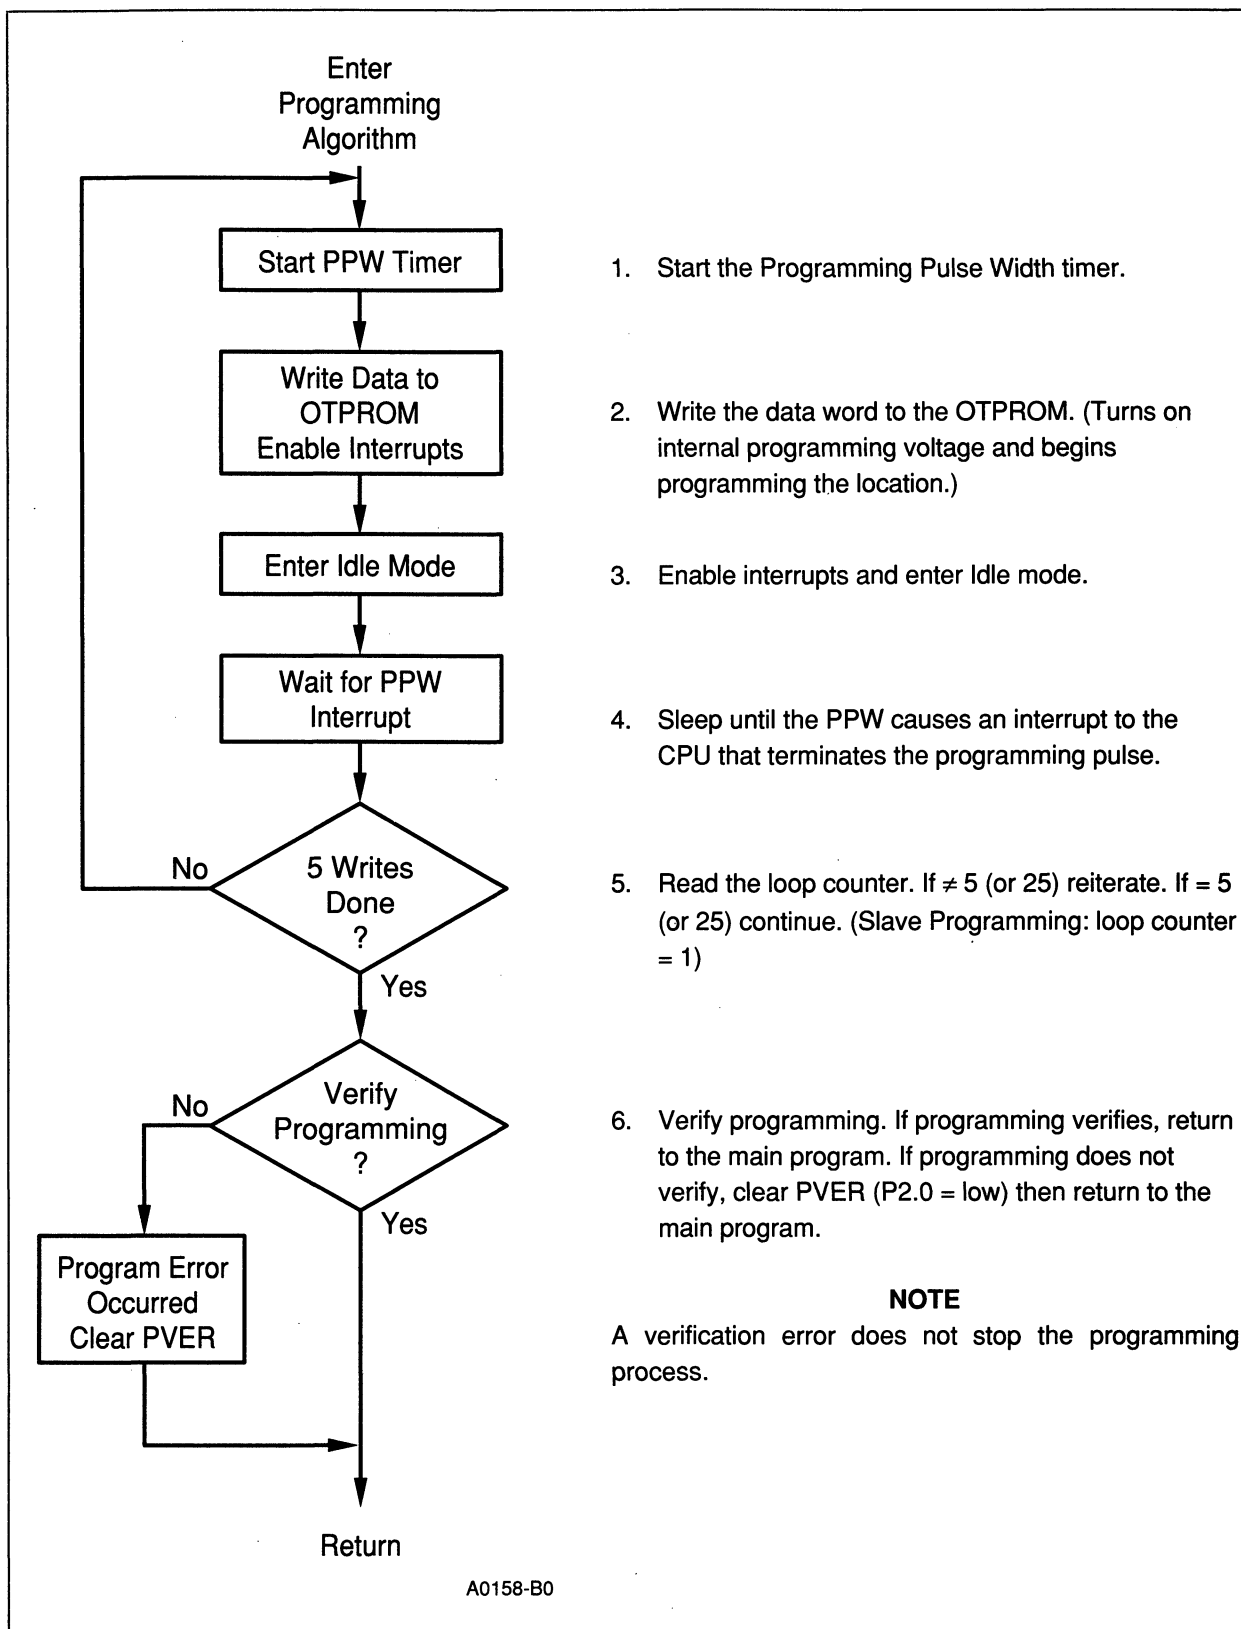 Enter
Programming
Algorithm
Start PPW Timer
1. Start the Programming Pulse Width timer.
Write Data to
OTPROM
Enable Interrupts
2. Write the data word to the OTPROM. (Turns on
internal programming voltage and begins
programming the location.)
Enter Idle Mode
3. Enable interrupts and enter Idle mode.
Wait for PPW
Interrupt
4. Sleep until the PPW causes an interrupt to the
CPU that terminates the programming pulse.
No
5 Writes
Done
?
Yes
5. Read the loop counter. If ≠ 5 (or 25) reiterate. If = 5
(or 25) continue. (Slave Programming: loop counter
= 1)
No
Verify
Programming
?
Yes
6. Verify programming. If programming verifies, return
to the main program. If programming does not
verify, clear PVER (P2.0 = low) then return to the
main program.
Program Error
Occurred
Clear PVER
NOTE
A verification error does not stop the programming
process.
Return
A0158-B0